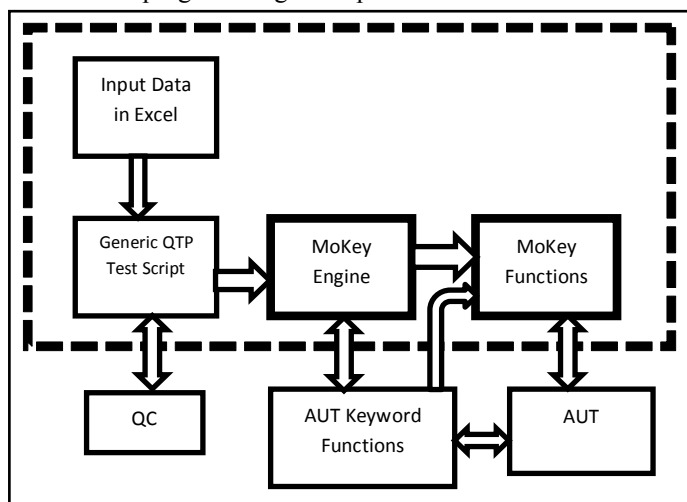 Input Data
in Excel
Generic QTP
Test Script
MoKey
Engine
MoKey
Functions
QC
AUT Keyword
Functions
AUT